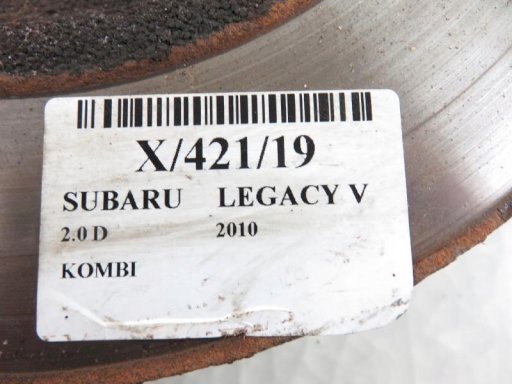 X/421/19
SUBARU LEGACY V
2.0 D 2010
KOMBI